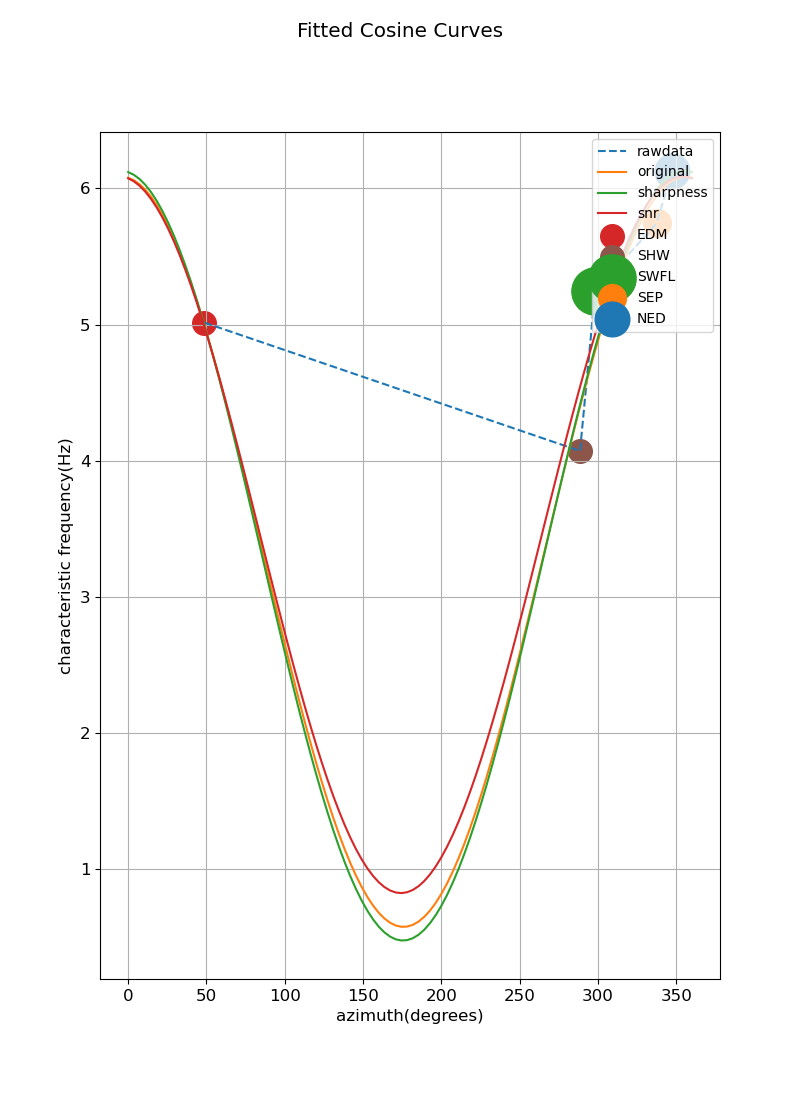 Fitted Cosine Curves
rawdata
original
sharpness
snr
EDM
SHW
SWFL
SEP
NED
6
5
4
3
2
1
characteristic frequency(Hz)
0 50 100 150 200 250 300 350
azimuth(degrees)